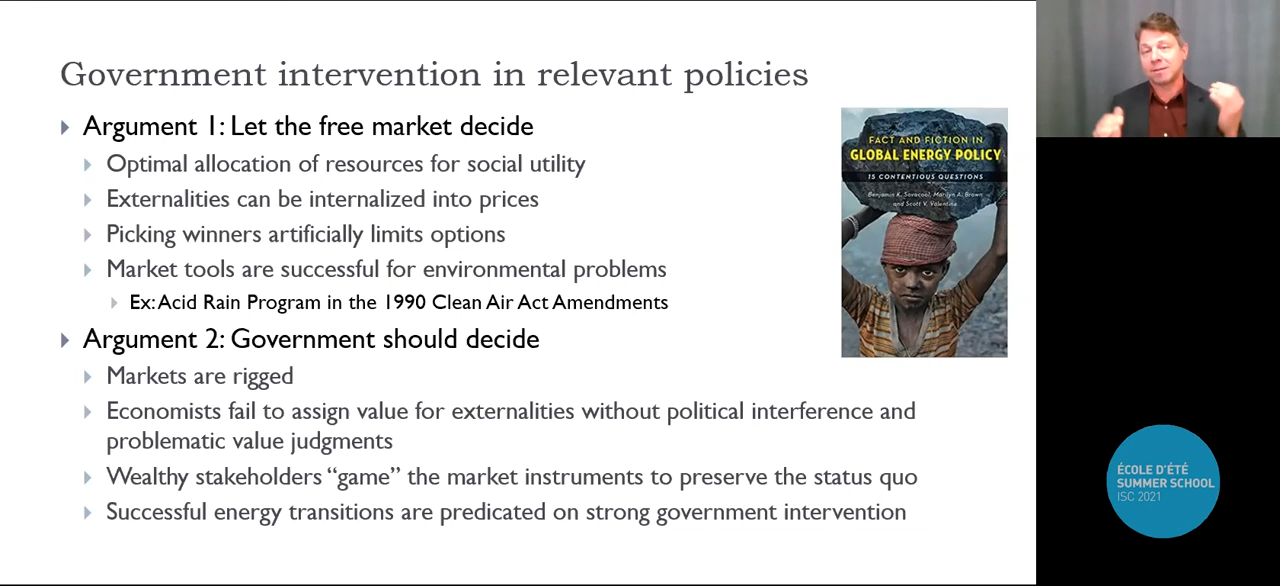 Government intervention in relevant policies
Argument 1: Let the free market decide
Optimal allocation of resources for social utility
Externalities can be internalized into prices
Picking winners artificially limits options
Market tools are successful for environmental problems
Ex: Acid Rain Program in the 1990 Clean Air Act Amendments
Argument 2: Government should decide
Markets are rigged
Economists fail to assign value for externalities without political interference and
problematic value judgments
Wealthy stakeholders “game” the market instruments to preserve the status quo
Successful energy transitions are predicated on strong government intervention
FACT AND FICTION IN
GLOBAL ENERGY POLICY
15 CONTENTIOUS QUESTIONS
Benjamin K. Sovacool, Marilyn A. Brown
and Scott V. Valentine
ÉCOLE D'ÉTÉ
SUMMER SCHOOL
ISC 2021